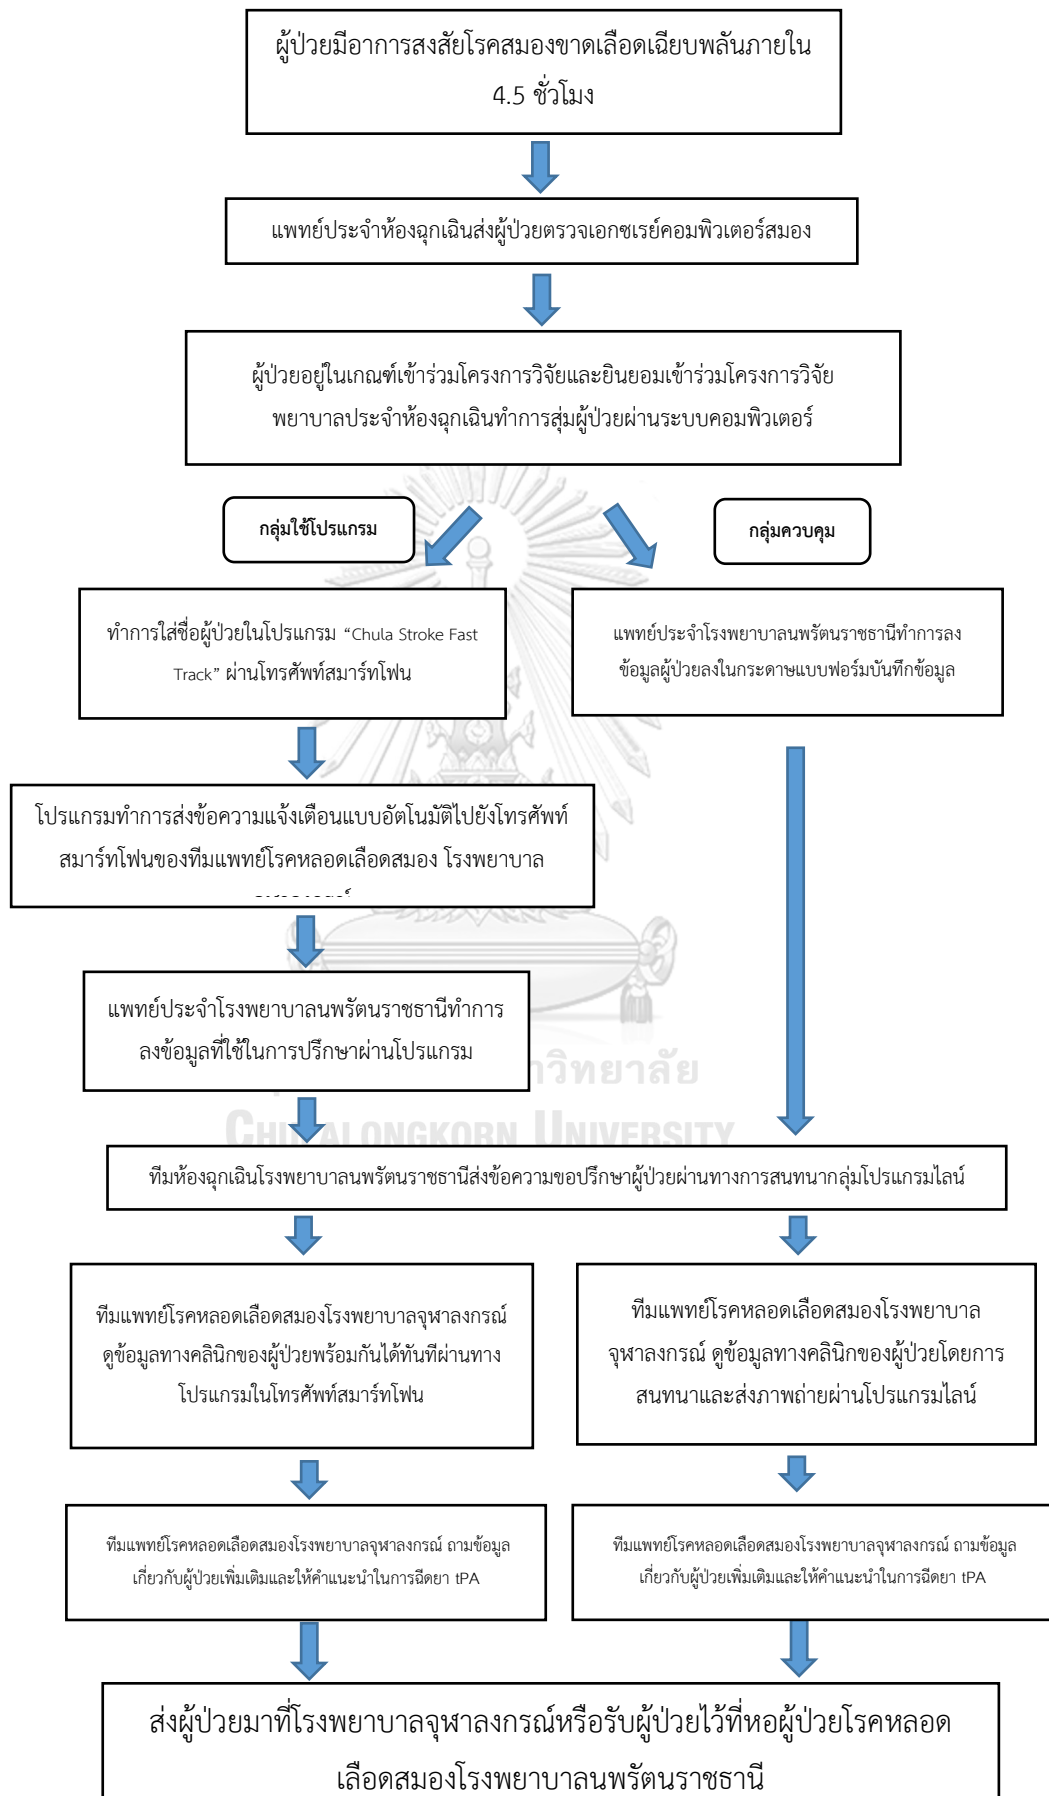 ผู้ป่วยมีอาการสงสัยโรคสมองขาดเลือดเฉียบพลันภายใน
4.5 ชั่วโมง
แพทย์ประจำห้องฉุกเฉินส่งผู้ป่วยตรวจเอกซเรย์คอมพิวเตอร์สมอง
ผู้ป่วยอยู่ในเกณฑ์เข้าร่วมโครงการวิจัยและยินยอมเข้าร่วมโครงการวิจัย
พยาบาลประจำห้องฉุกเฉินทำการสุ่มผู้ป่วยผ่านระบบคอมพิวเตอร์
กลุ่มใช้โปรแกรม
กลุ่มควบคุม
ทำการใส่ชื่อผู้ป่วยในโปรแกรม “Chula Stroke Fast
Track” ผ่านโทรศัพท์สมาร์ทโฟน
แพทย์ประจำโรงพยาบาลนพรัตนราชธานีทำการลง
ข้อมูลผู้ป่วยลงในกระดาษแบบฟอร์มบันทึกข้อมูล
โปรแกรมทำการส่งข้อความแจ้งเตือนแบบอัตโนมัติไปยังโทรศัพท์
สมาร์ทโฟนของทีมแพทย์โรคหลอดเลือดสมอง โรงพยาบาล
แพทย์ประจำโรงพยาบาลนพรัตนราชธานีทำการ
ลงข้อมูลที่ใช้ในการปรึกษาผ่านโปรแกรม
าวิทยาลัย
CHULALONGKORN UNIVERSITY
ทีมห้องฉุกเฉินโรงพยาบาลนพรัตนราชธานีส่งข้อความขอปรึกษาผู้ป่วยผ่านทางการสนทนากลุ่มโปรแกรมไลน์
ทีมแพทย์โรคหลอดเลือดสมองโรงพยาบาลจุฬาลงกรณ์
ดูข้อมูลทางคลินิกของผู้ป่วยพร้อมกันได้ทันทีผ่านทาง
โปรแกรมในโทรศัพท์สมาร์ทโฟน
ทีมแพทย์โรคหลอดเลือดสมองโรงพยาบาล
จุฬาลงกรณ์ ดูข้อมูลทางคลินิกของผู้ป่วยโดยการ
สนทนาและส่งภาพถ่ายผ่านโปรแกรมไลน์
ทีมแพทย์โรคหลอดเลือดสมองโรงพยาบาลจุฬาลงกรณ์ ถามข้อมูล
เกี่ยวกับผู้ป่วยเพิ่มเติมและให้คำแนะนำในการฉีดยา tPA
ทีมแพทย์โรคหลอดเลือดสมองโรงพยาบาลจุฬาลงกรณ์ ถามข้อมูล
เกี่ยวกับผู้ป่วยเพิ่มเติมและให้คำแนะนำในการฉีดยา tPA
ส่งผู้ป่วยมาที่โรงพยาบาลจุฬาลงกรณ์หรือรับผู้ป่วยไว้ที่หอผู้ป่วยโรคหลอด
เลือดสมองโรงพยาบาลนพรัตนราชธานี